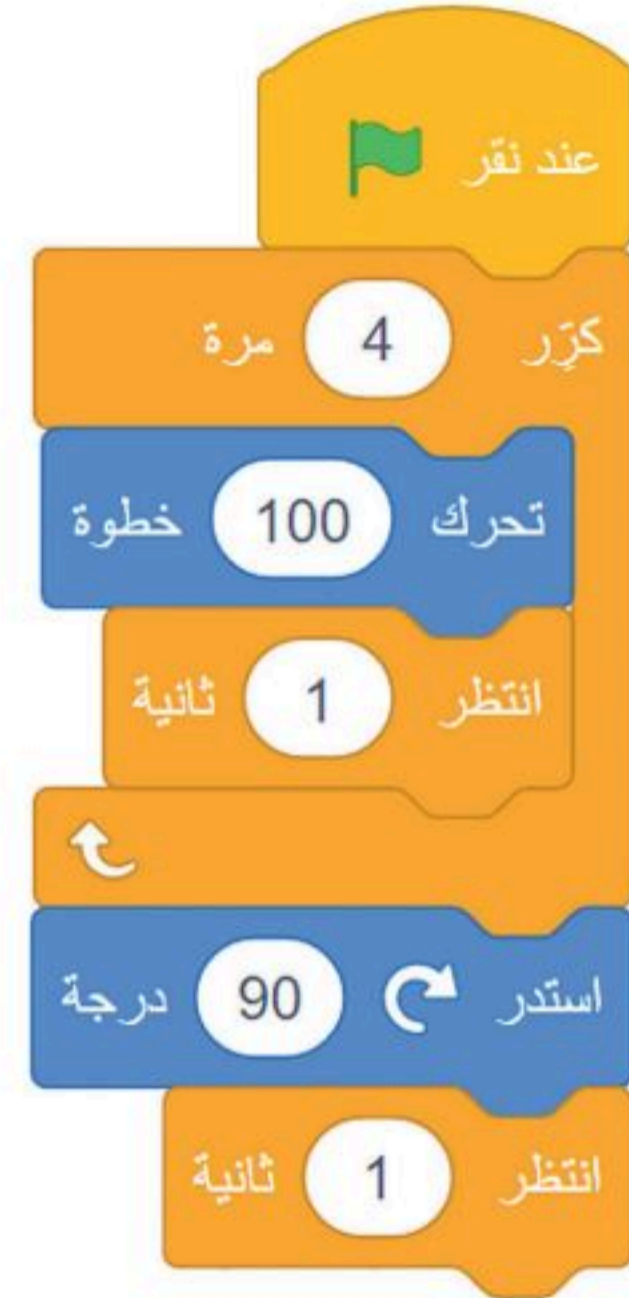 عند نقر
كرِّر 4 مرة
تحرك 100 خطوة
انتظر 1 ثانية
استدر 90 درجة
انتظر 1 ثانية